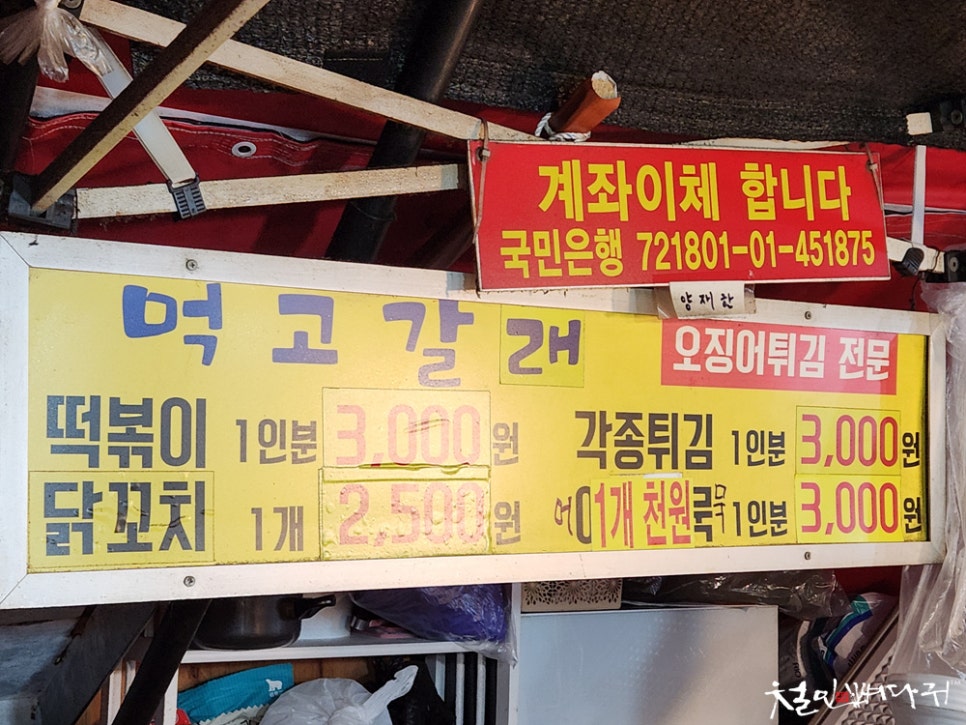 계좌이체 합니다
국민은행 721801-01-451875
양재란
먹고갈래
오징어튀김 전문
떡볶이 1인분 3,000원
각종튀김 1인분 3,000원
닭꼬치 1개 2,500원
어 1개 천원 국 1인분 3,000원